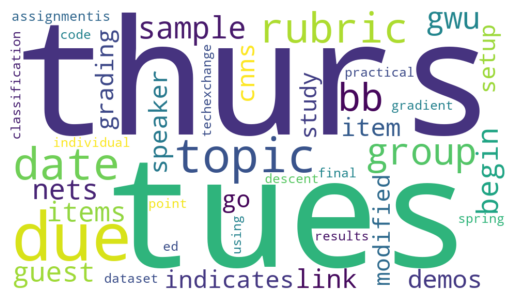 assignmentis
sample
rubric
gwu
code
thurs
classification
grading
speaker
techexchange
cnns
study
practical
bb
gradient
setup
item
individual
date
topic
group
begin
nets
tues
descent
final
items
point
go
using
modified
spring
due
ed
results
guest
dataset
indicates
link
demos